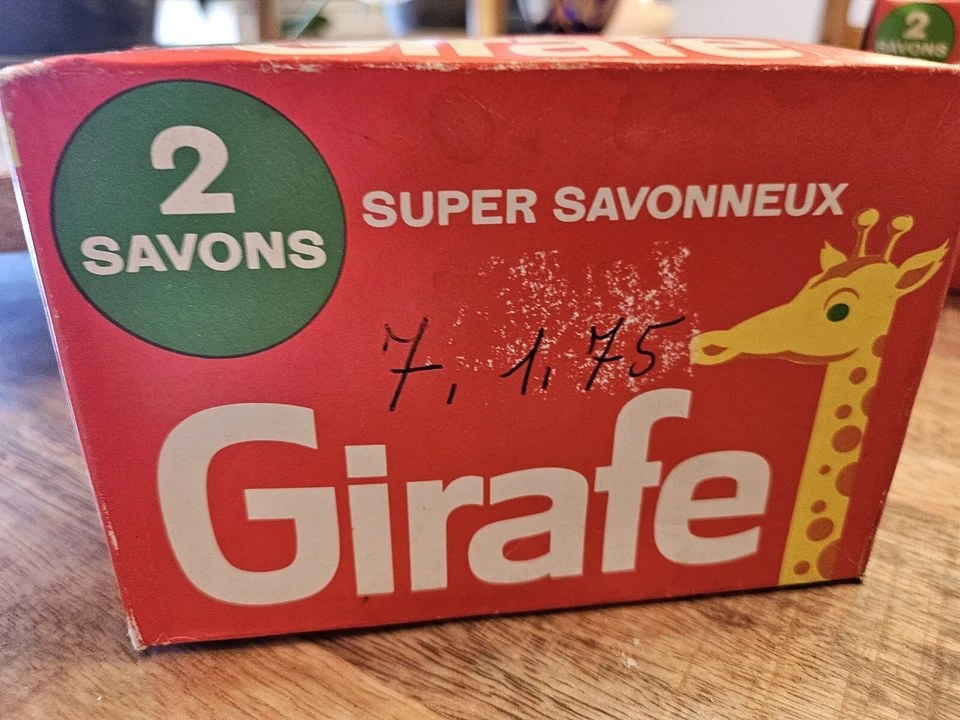 Girafe
2
SAVONS
SUPER SAVONNEUX
7, 1,75
Girafe
2
SAVONS